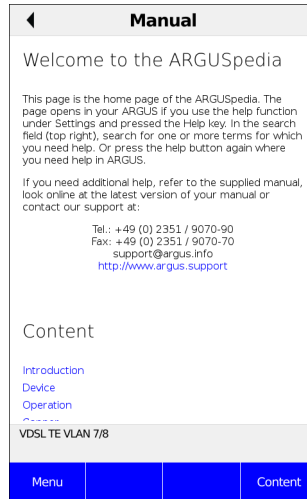 Manual
Welcome to the ARGUSpedia
This page is the home page of the ARGUSpedia. The
page opens in your ARGUS if you use the help function
under Settings and pressed the Help key. In the search
field (top right), search for one or more terms for which
you need help. Or press the help button again where
you need help in ARGUS.
If you need additional help, refer to the supplied manual,
look online at the latest version of your manual or
contact our support at:
Tel.: +49 (0) 2351 / 9070-90
Fax: +49 (0) 2351 / 9070-70
support@argus.info
http://www.argus.support
Content
Introduction
Device
Operation
VDSL TE VLAN 7/8
Menu
Content